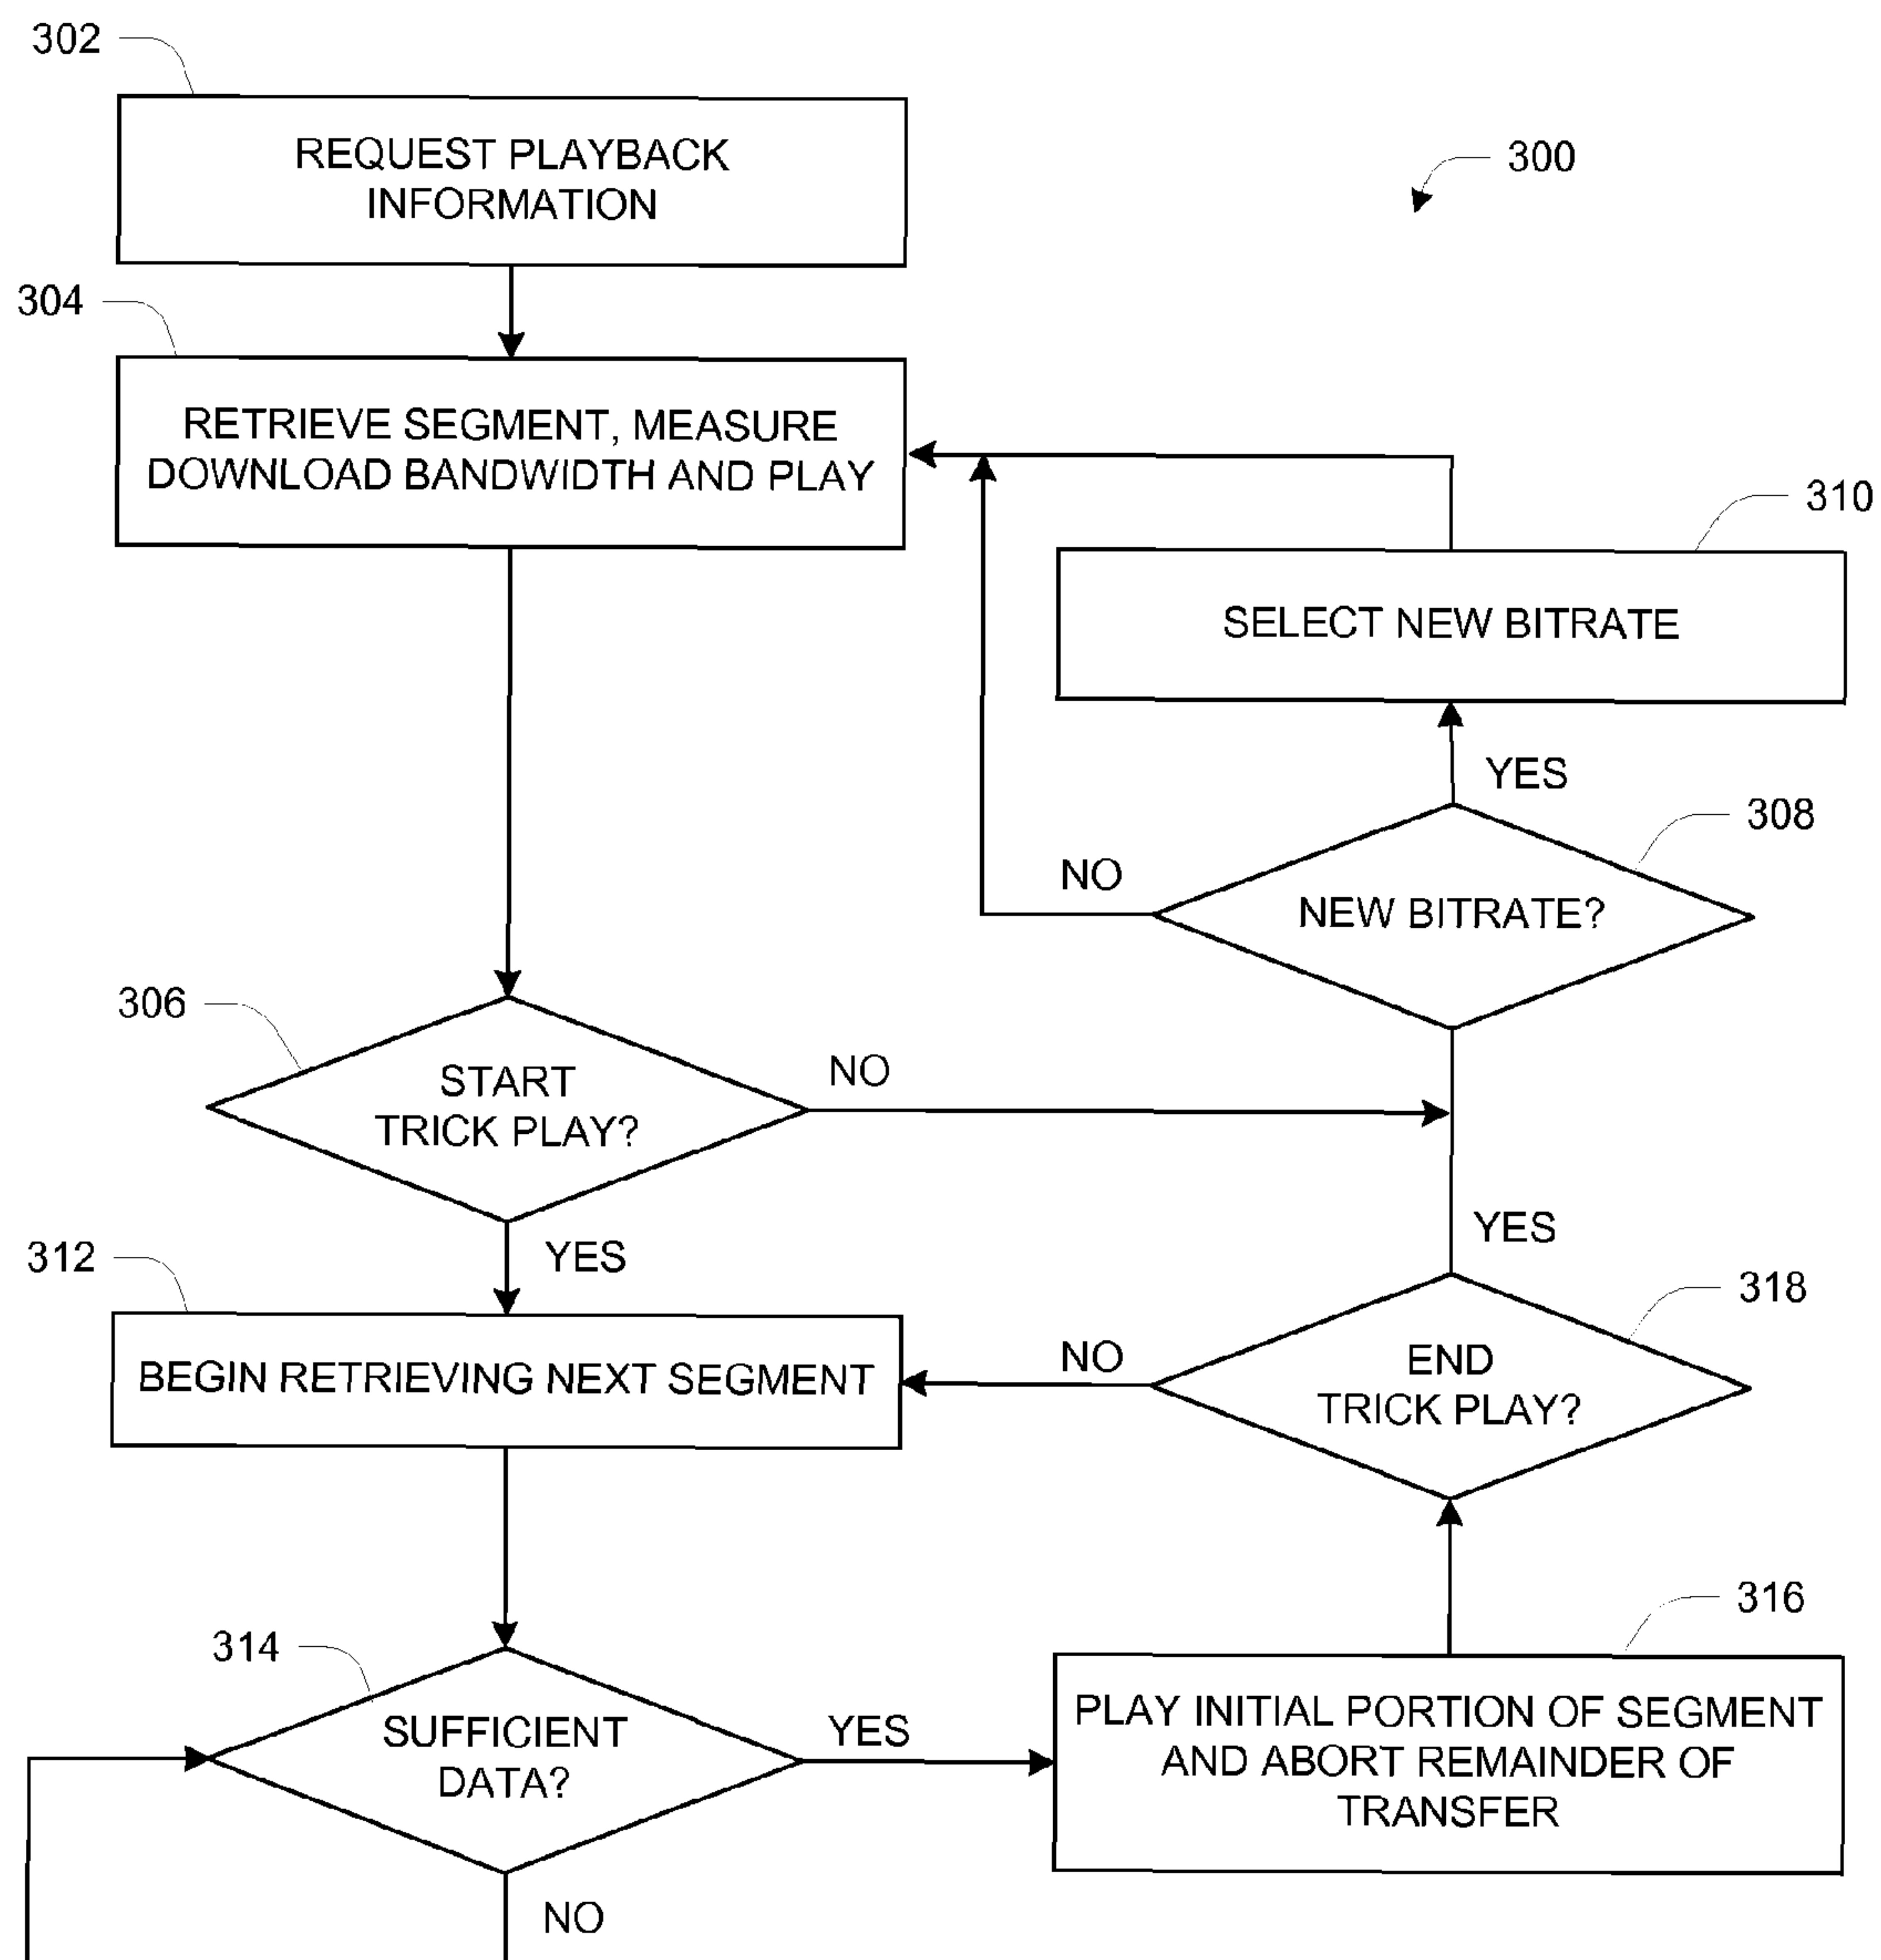 302
REQUEST PLAYBACK
INFORMATION
300
304
RETRIEVE SEGMENT, MEASURE
DOWNLOAD BANDWIDTH AND PLAY
310
SELECT NEW BITRATE
YES
308
NO
NEW BITRATE?
306
START
TRICK PLAY?
NO
YES
312
YES
318
BEGIN RETRIEVING NEXT SEGMENT
NO
END
TRICK PLAY?
316
314
SUFFICIENT
DATA?
YES
PLAY INITIAL PORTION OF SEGMENT
AND ABORT REMAINDER OF
TRANSFER
NO